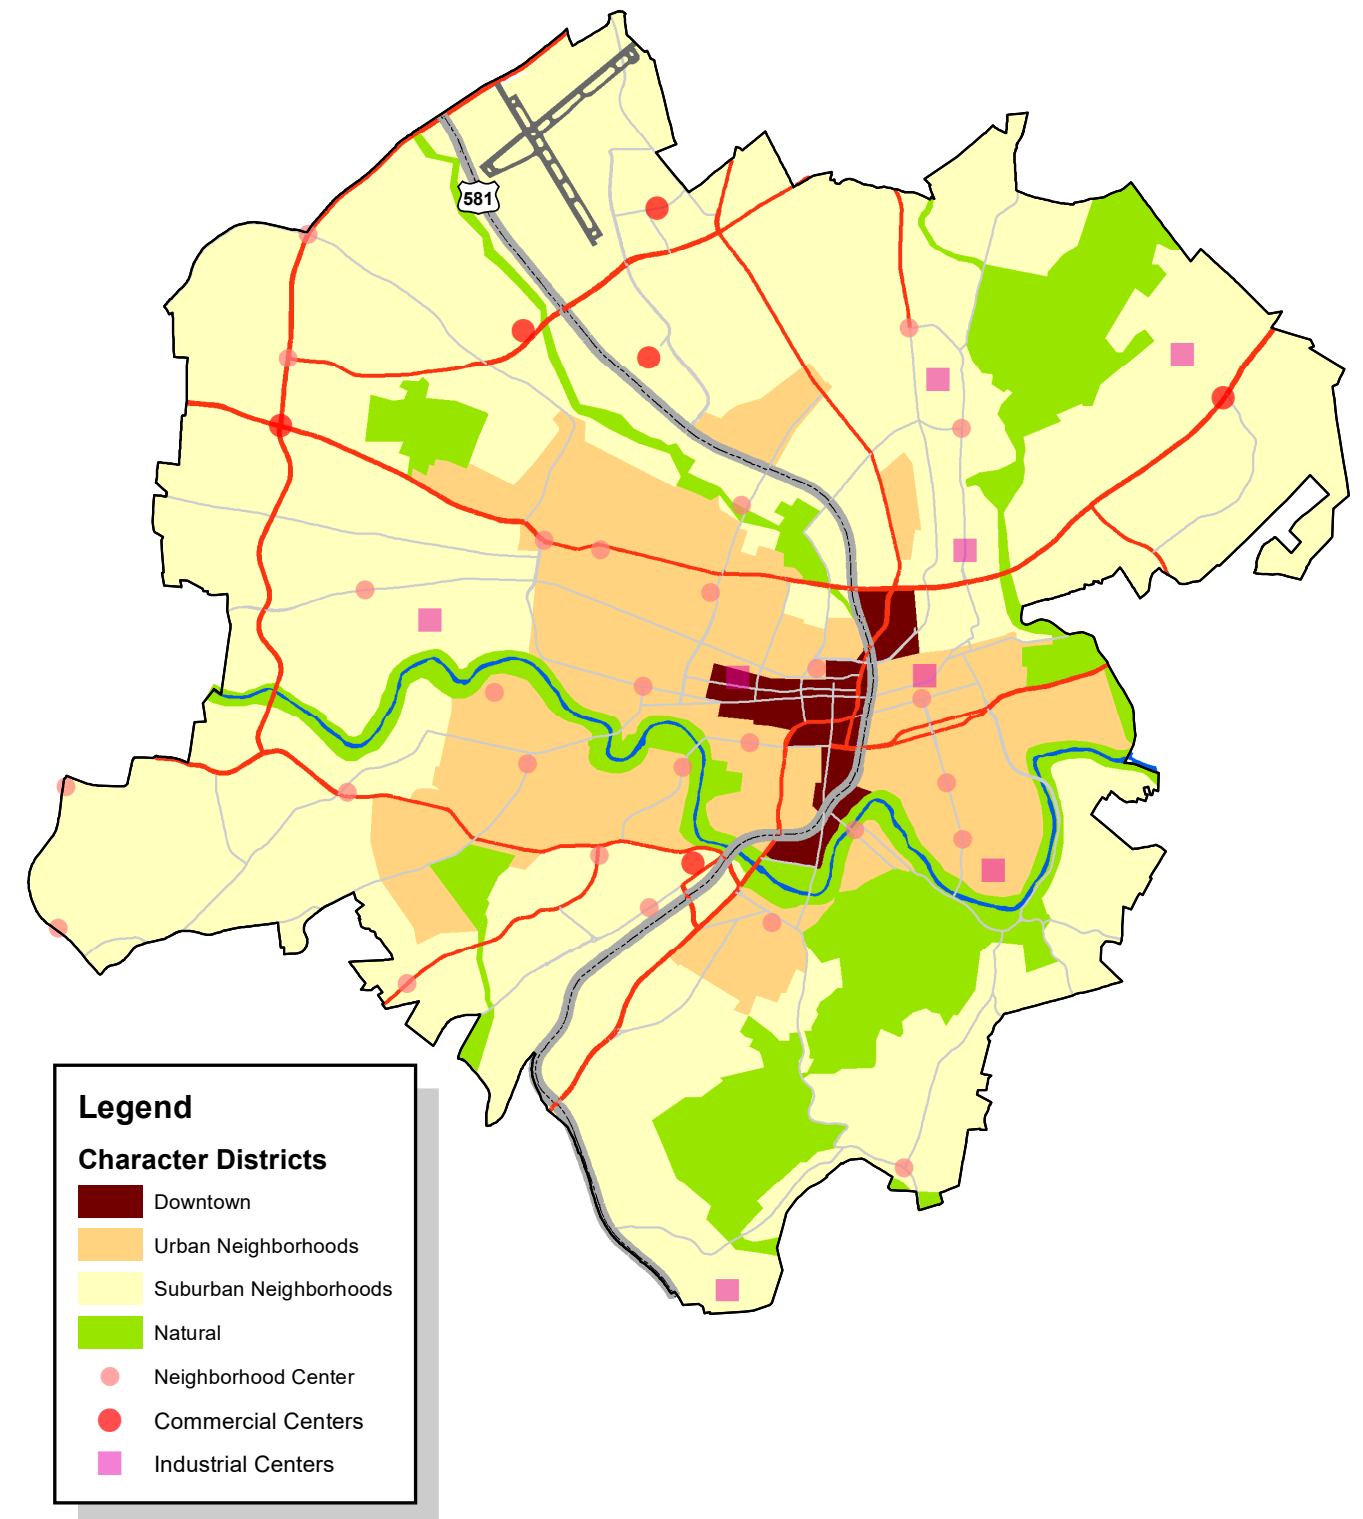 581
Legend
Character Districts
Downtown
Urban Neighborhoods
Suburban Neighborhoods
Natural
Neighborhood Center
Commercial Centers
Industrial Centers